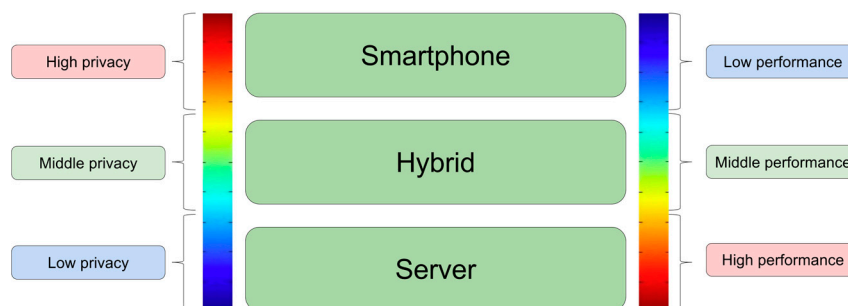 High privacy
Smartphone
Low performance
Middle privacy
Hybrid
Middle performance
Low privacy
Server
High performance